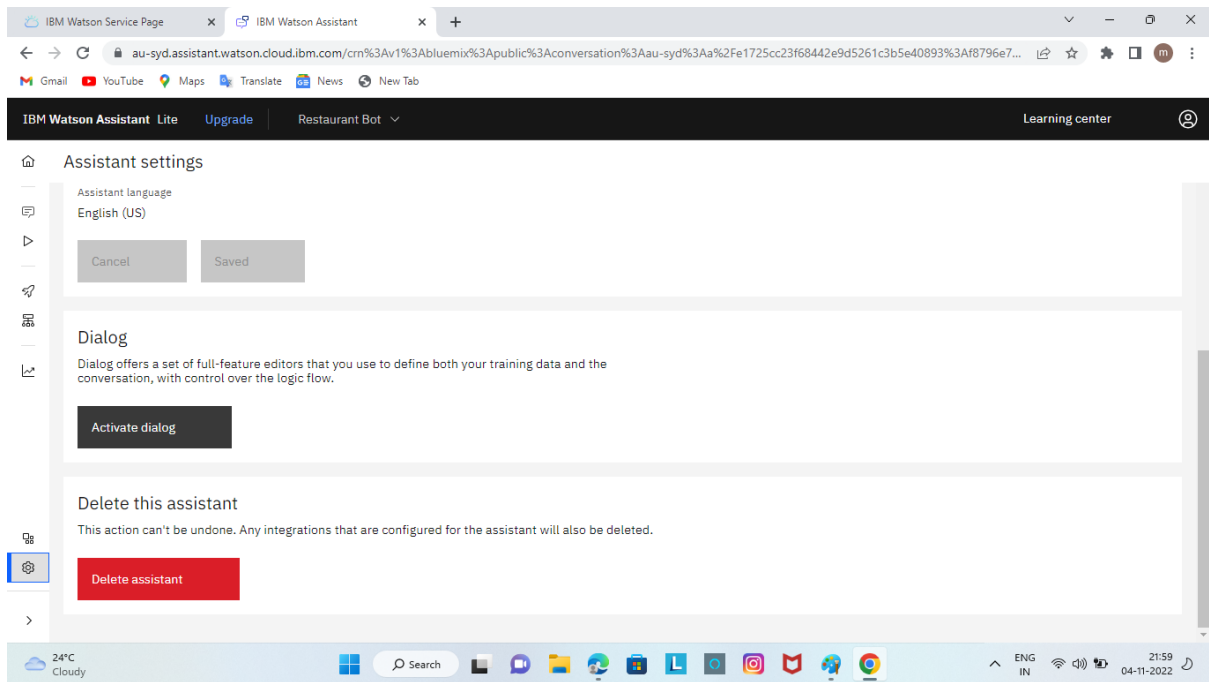 IBM Watson Service Page
IBM Watson Assistant
au-syd.assistant.watson.cloud.ibm.com/crn%3Av1%3Abluemix%3Apublic%3Aconversation%3Aau-syd%3Aa%2Fe1725cc23f68442e9d5261c3b5e40893%3Af8796e7...
m
Gmail YouTube Maps Translate News New Tab
IBM Watson Assistant Lite Upgrade Restaurant Bot Learning center
Assistant settings
Assistant language
English (US)
Cancel Saved
Dialog
Dialog offers a set of full-feature editors that you use to define both your training data and the
conversation, with control over the logic flow.
Activate dialog
Delete this assistant
This action can't be undone. Any integrations that are configured for the assistant will also be deleted.
Delete assistant
24°C
Cloudy
Search
L
ENG
IN
21:59
04-11-2022